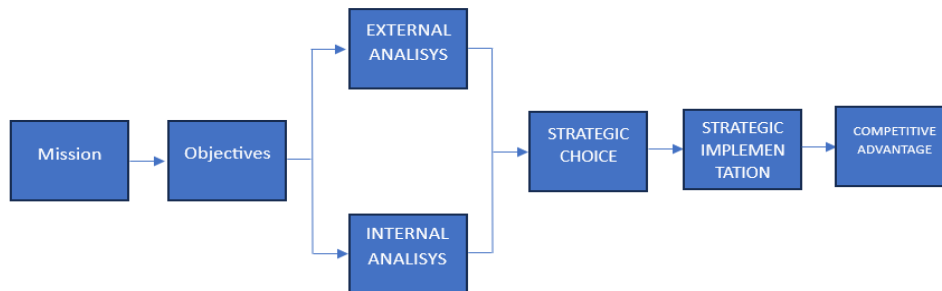 Mission
Objectives
EXTERNAL
ANALISYS
INTERNAL
ANALISYS
STRATEGIC
CHOICE
STRATEGIC
IMPLEMEN
TATION
COMPETITIVE
ADVANTAGE